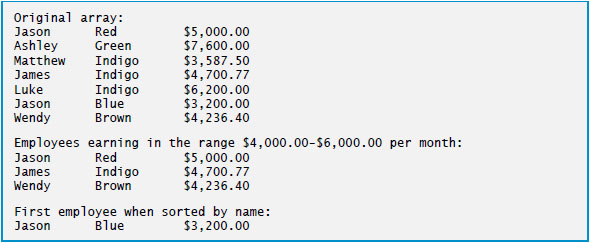 Original array:
Jason Red $5,000.00
Ashley Green $7,600.00
Matthew Indigo $3,587.50
James Indigo $4,700.77
Luke Indigo $6,200.00
Jason Blue $3,200.00
Wendy Brown $4,236.40
Employees earning in the range $4,000.00-$6,000.00 per month:
Jason Red $5,000.00
James Indigo $4,700.77
Wendy Brown $4,236.40
First employee when sorted by name:
Jason Blue $3,200.00